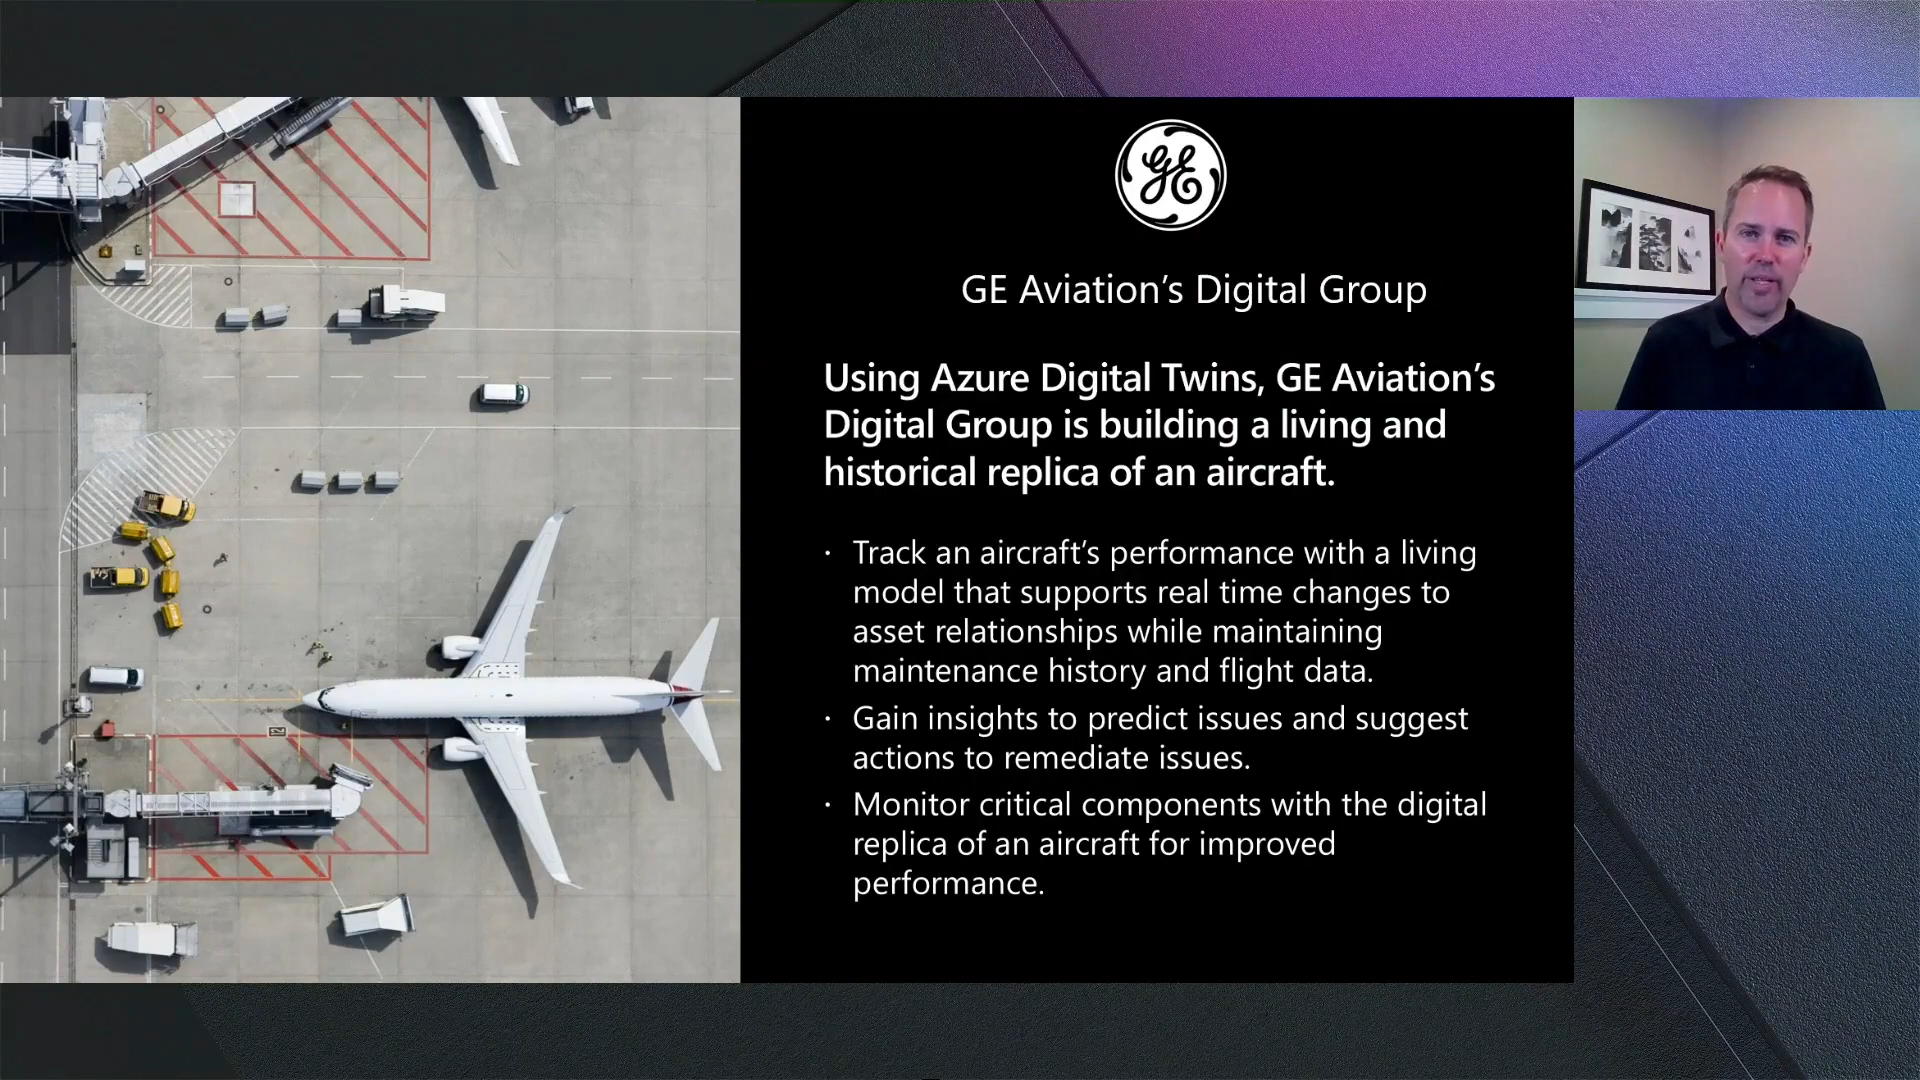 GE
GE Aviation's Digital Group
Using Azure Digital Twins, GE Aviation's
Digital Group is building a living and
historical replica of an aircraft.
· Track an aircraft's performance with a living
model that supports real time changes to
asset relationships while maintaining
maintenance history and flight data.
· Gain insights to predict issues and suggest
actions to remediate issues.
· Monitor critical components with the digital
replica of an aircraft for improved
performance.